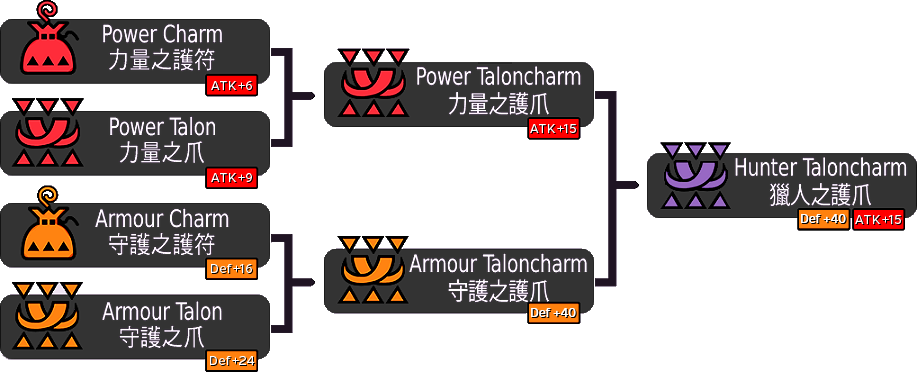 Power Charm
力量之護符
ATK+6
Power Talon
力量之爪
ATK+9
Armour Charm
守護之護符
Def+16
Armour Talon
守護之爪
Def+24
Power Taloncharm
力量之護爪
ATK+15
Armour Taloncharm
守護之護爪
Def+40
Hunter Taloncharm
獵人之護爪
Def+40
ATK+15